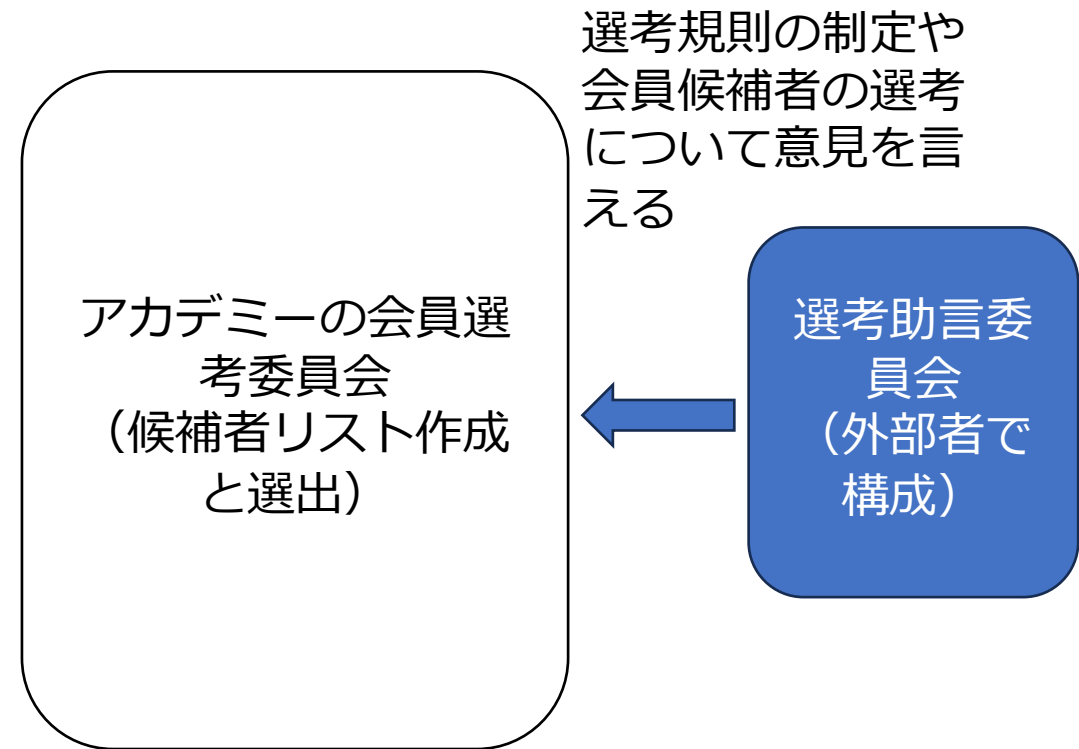 選考規則の制定や
会員候補者の選考
について意見を言
える
アカデミーの会員選
考委員会
（候補者リスト作成
と選出）
選考助言委
員会
（外部者で
構成）